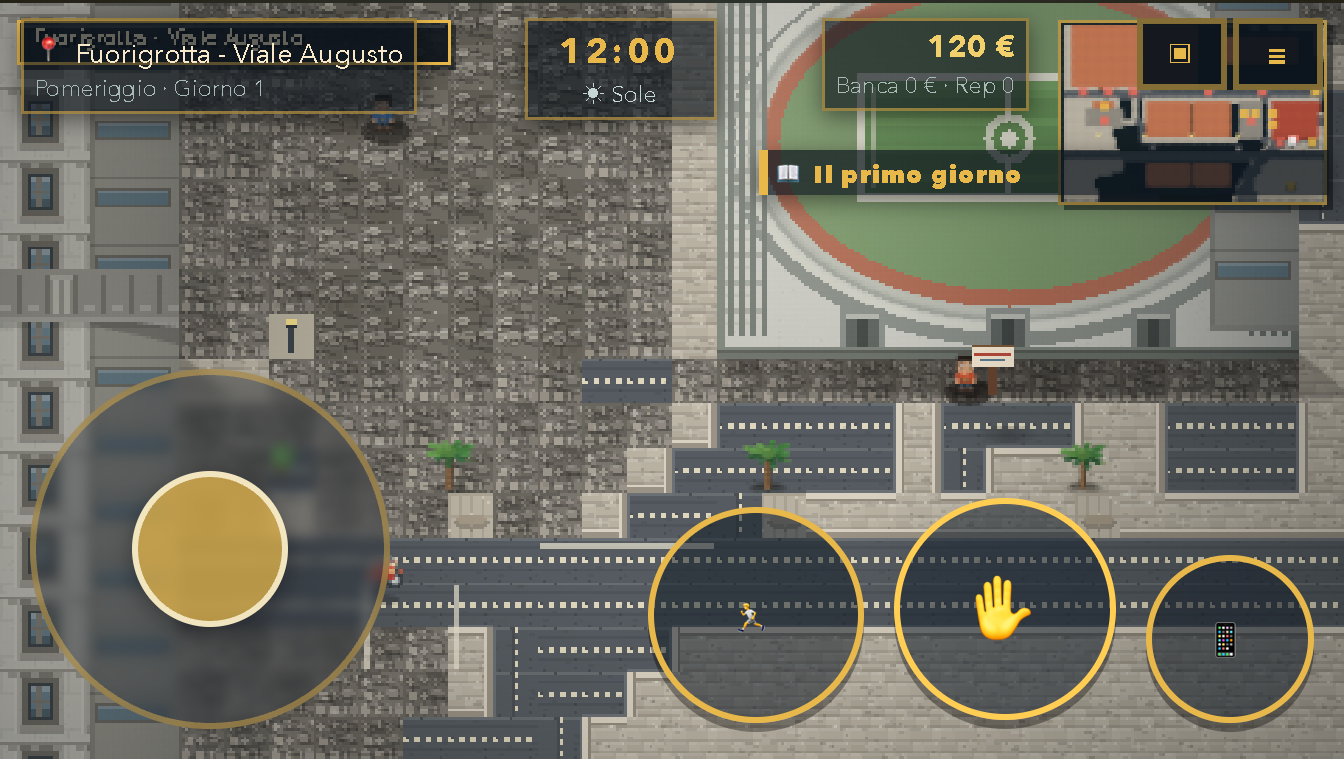 Fuorigrotta - Viale Augusto
Fuorigrotta - Viale Augusto
Pomeriggio · Giorno 1
12:00
☀ Sole
120 €
Banca 0 € · Rep 0
Il primo giorno